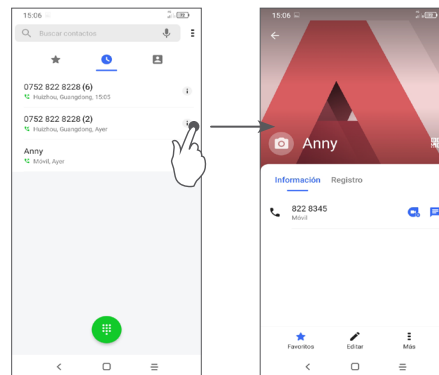 15:06
Buscar contactos
0752 822 8228 (6)
Huizhou, Guangdong, 15:05
0752 822 8228 (2)
Huizhou, Guangdong, Ayer
Anny
Móvil, Ayer
15:06
Anny
Información Registro
822 8345
Móvil
Favoritos Editar Más